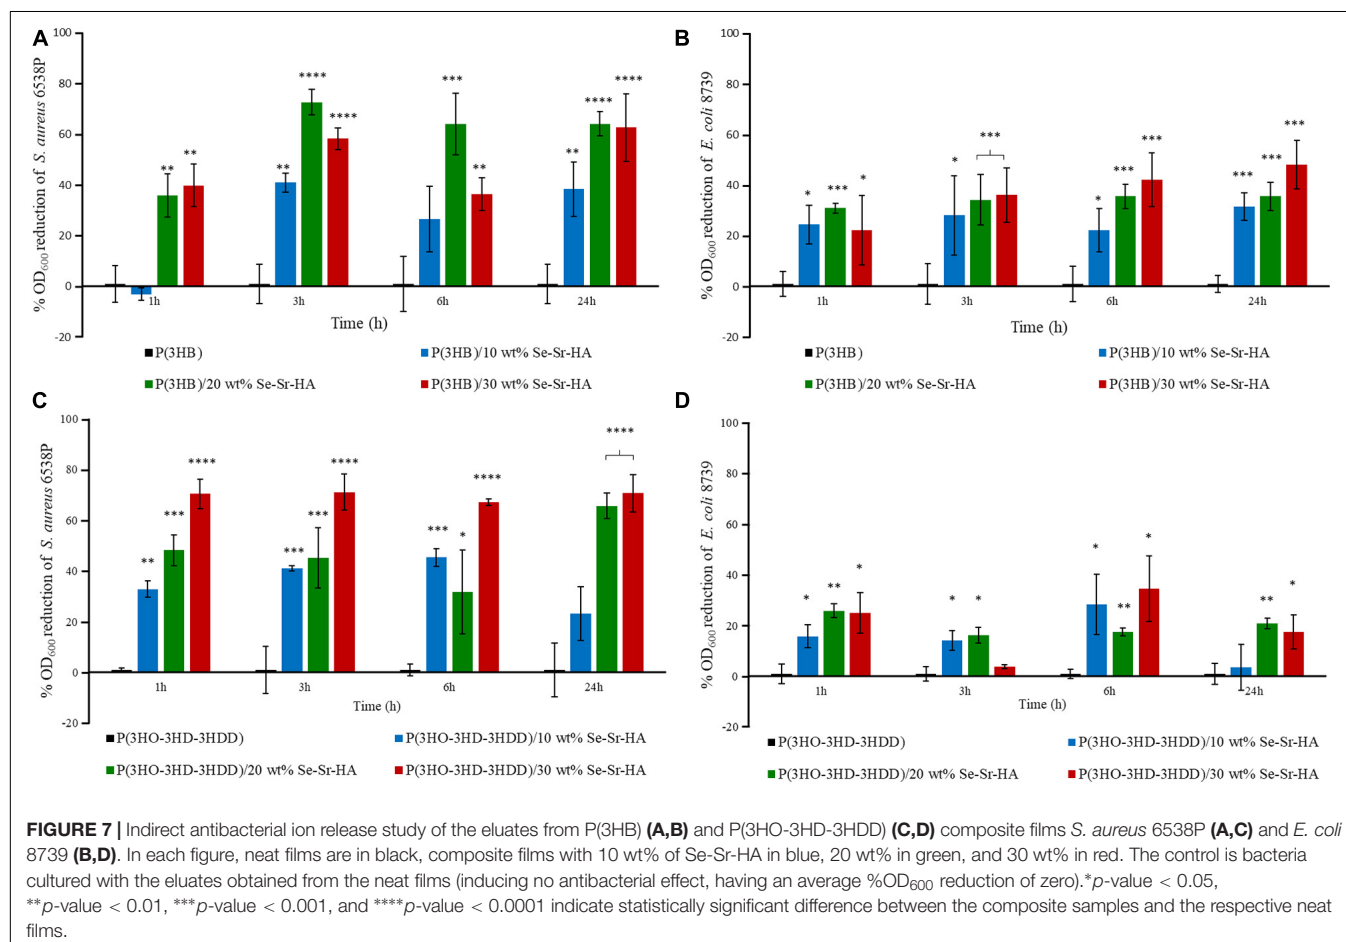 A
% OD600 reduction of S. aureus 6538P
100
80
60
40
20
0
-20
** **
** **** ****
*** **
** **** ****
1h 3h 6h 24h
Time (h)
P(3HB) P(3HB)/10 wt% Se-Sr-HA
P(3HB)/20 wt% Se-Sr-HA P(3HB)/30 wt% Se-Sr-HA
B
% OD600 reduction of E. coli 8739
100
80
60
40
20
0
-20
* *** *
* ***
* *** ***
*** *** ***
1h 3h 6h 24h
Time (h)
P(3HB) P(3HB)/10 wt% Se-Sr-HA
P(3HB)/20 wt% Se-Sr-HA P(3HB)/30 wt% Se-Sr-HA
C
% OD600 reduction of S. aureus 6538P
100
80
60
40
20
0
-20
** *** ****
*** *** ****
*** * ****
****
1h 3h 6h 24h
Time (h)
P(3HO-3HD-3HDD) P(3HO-3HD-3HDD)/10 wt% Se-Sr-HA
P(3HO-3HD-3HDD)/20 wt% Se-Sr-HA P(3HO-3HD-3HDD)/30 wt% Se-Sr-HA
D
% OD600 reduction of E. coli 8739
100
80
60
40
20
0
-20
* ** *
* *
* ** *
** *
1h 3h 6h 24h
Time (h)
P(3HO-3HD-3HDD) P(3HO-3HD-3HDD)/10 wt% Se-Sr-HA
P(3HO-3HD-3HDD)/20 wt% Se-Sr-HA P(3HO-3HD-3HDD)/30 wt% Se-Sr-HA
FIGURE 7 | Indirect antibacterial ion release study of the eluates from P(3HB) (A,B) and P(3HO-3HD-3HDD) (C,D) composite films S. aureus 6538P (A,C) and E. coli
8739 (B,D). In each figure, neat films are in black, composite films with 10 wt% of Se-Sr-HA in blue, 20 wt% in green, and 30 wt% in red. The control is bacteria
cultured with the eluates obtained from the neat films (inducing no antibacterial effect, having an average %OD600 reduction of zero).*p-value < 0.05,
**p-value < 0.01, ***p-value < 0.001, and ****p-value < 0.0001 indicate statistically significant difference between the composite samples and the respective neat
films.